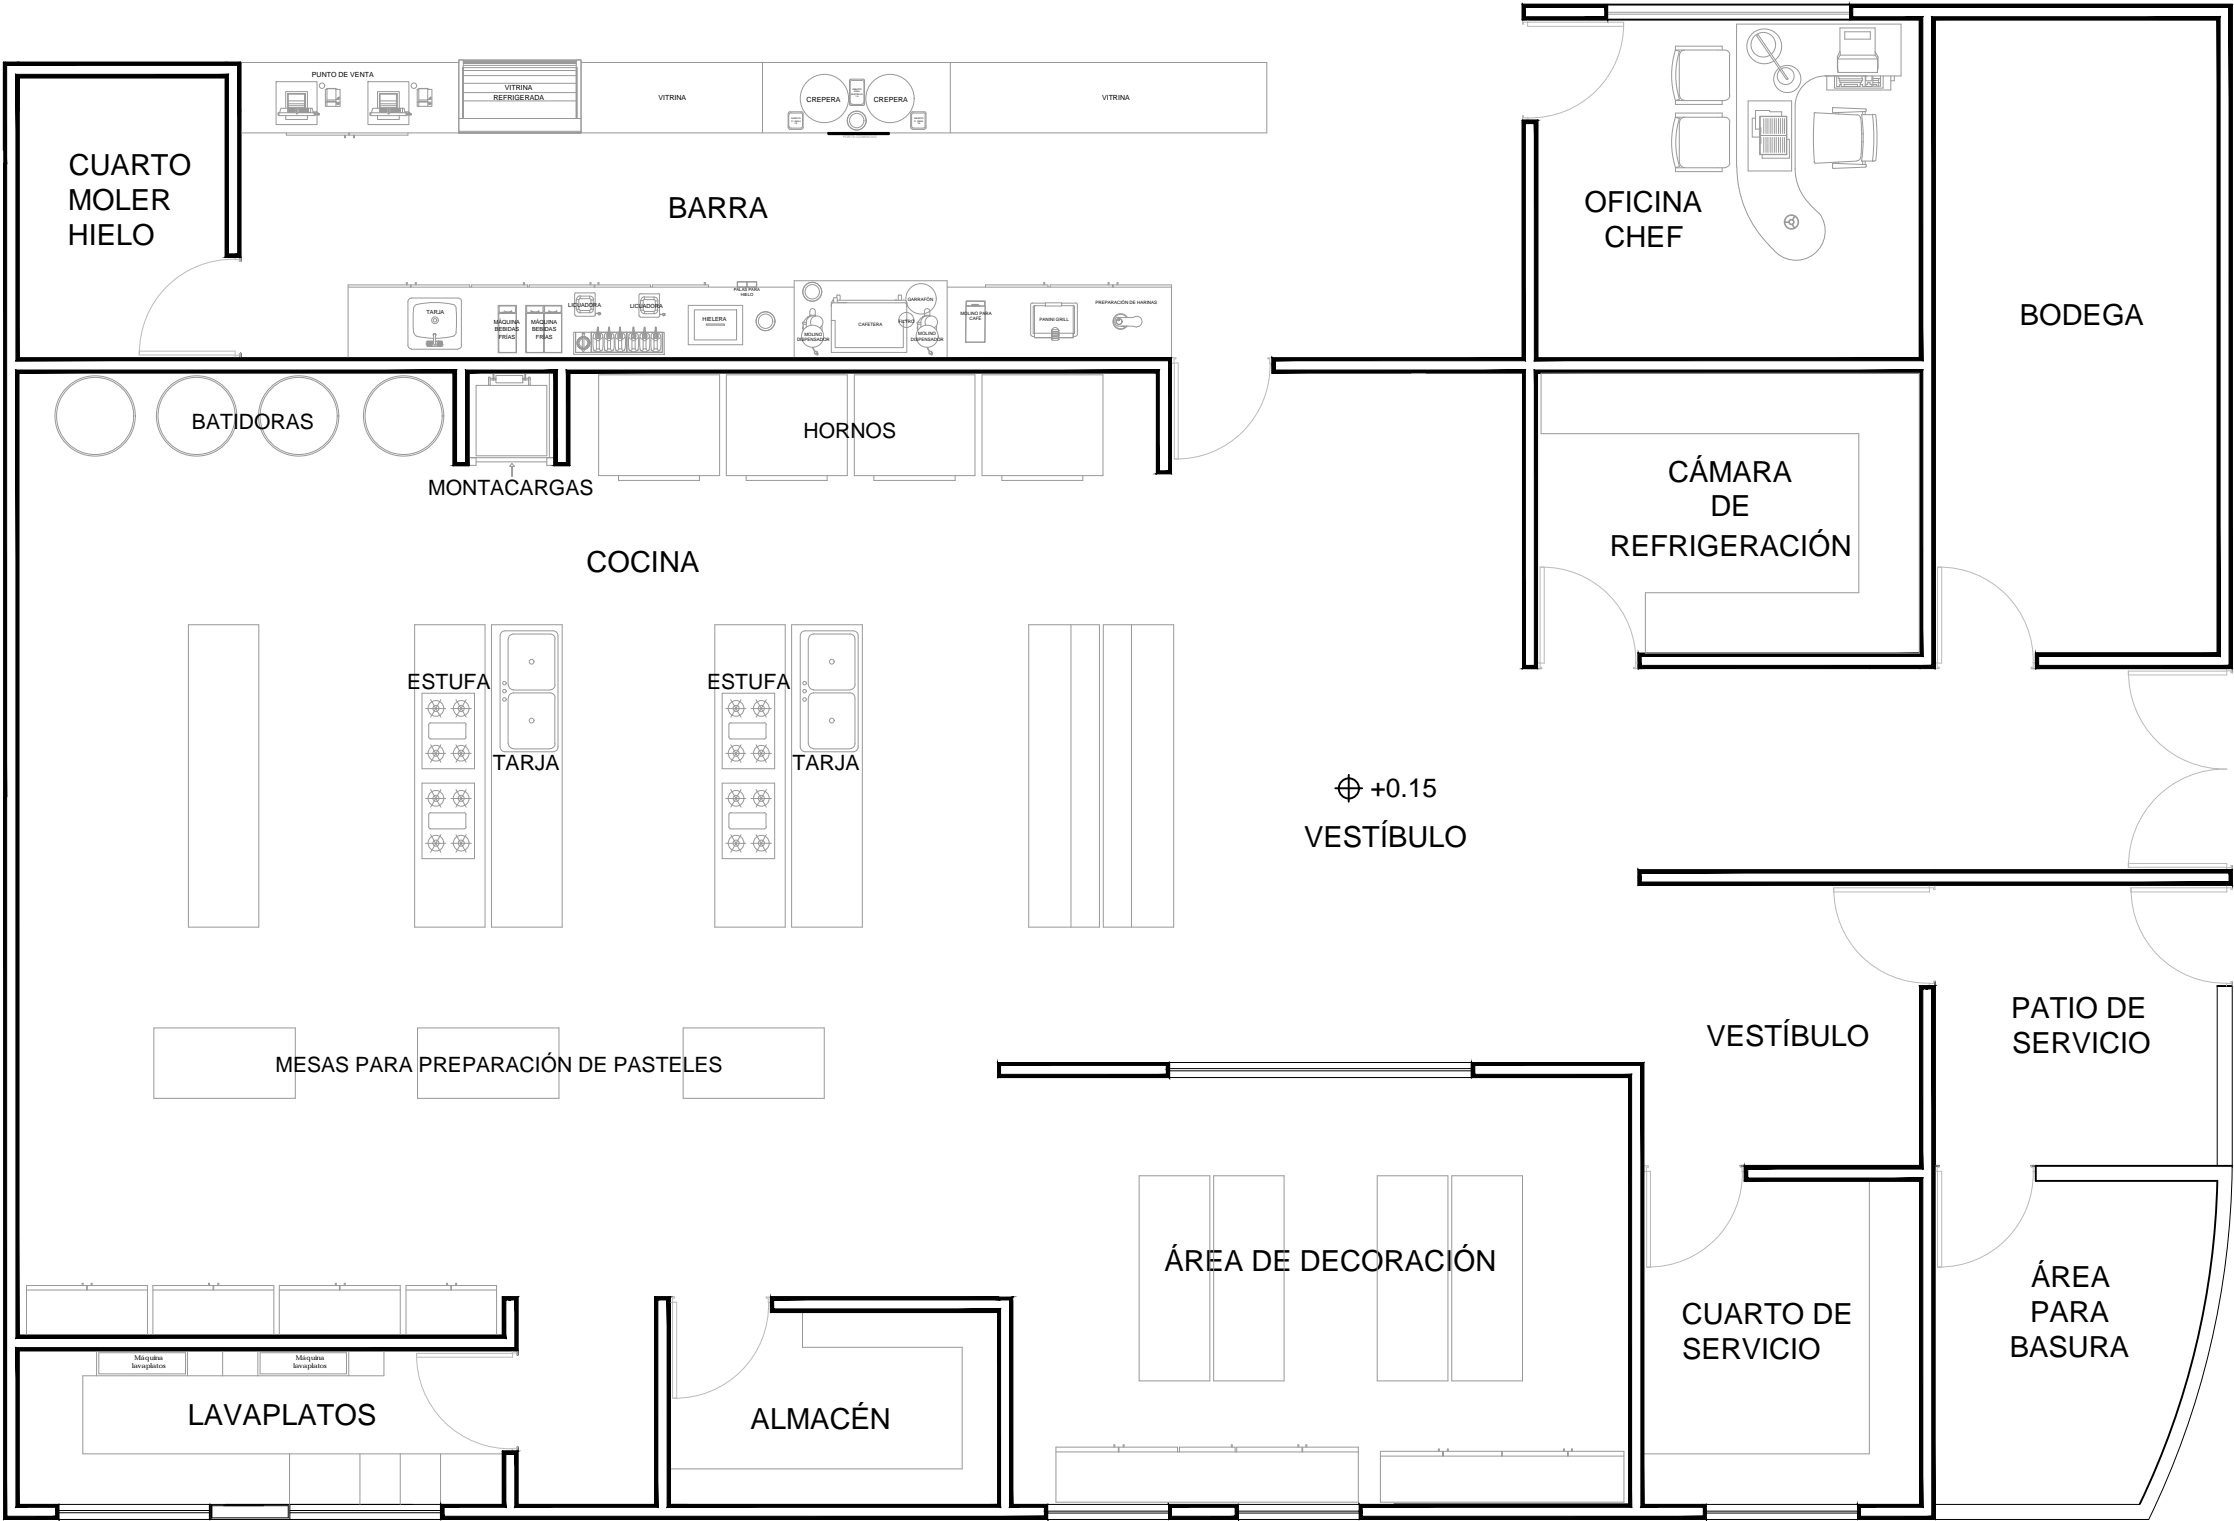 PUNTO DE VENTA
VITRINA
REFRIGERADA
VITRINA
CREPERA
CREPERA
VITRINA
CUARTO
MOLER
HIELO
BARRA
OFICINA
CHEF
BODEGA
TARJA
MÁQUINA
BEBIDAS
FRÍAS
MÁQUINA
BEBIDAS
FRÍAS
LICUADORA
LICUADORA
PALAS PARA
HIELO
HIELERA
MOLINO
DISPENSADOR
CAFETERA
GARRAFÓN
FILTRO
MOLINO
DISPENSADOR
MOLINO PARA
CAFÉ
PANINI GRILL
PREPARACIÓN DE HARINAS
BATIDORAS
MONTACARGAS
HORNOS
CÁMARA
DE
REFRIGERACIÓN
COCINA
ESTUFA
TARJA
ESTUFA
TARJA
+0.15
VESTÍBULO
MESAS PARA PREPARACIÓN DE PASTELES
VESTÍBULO
PATIO DE
SERVICIO
ÁREA DE DECORACIÓN
CUARTO DE
SERVICIO
ÁREA
PARA
BASURA
Máquina
lavaplatos
Máquina
lavaplatos
LAVAPLATOS
ALMACÉN